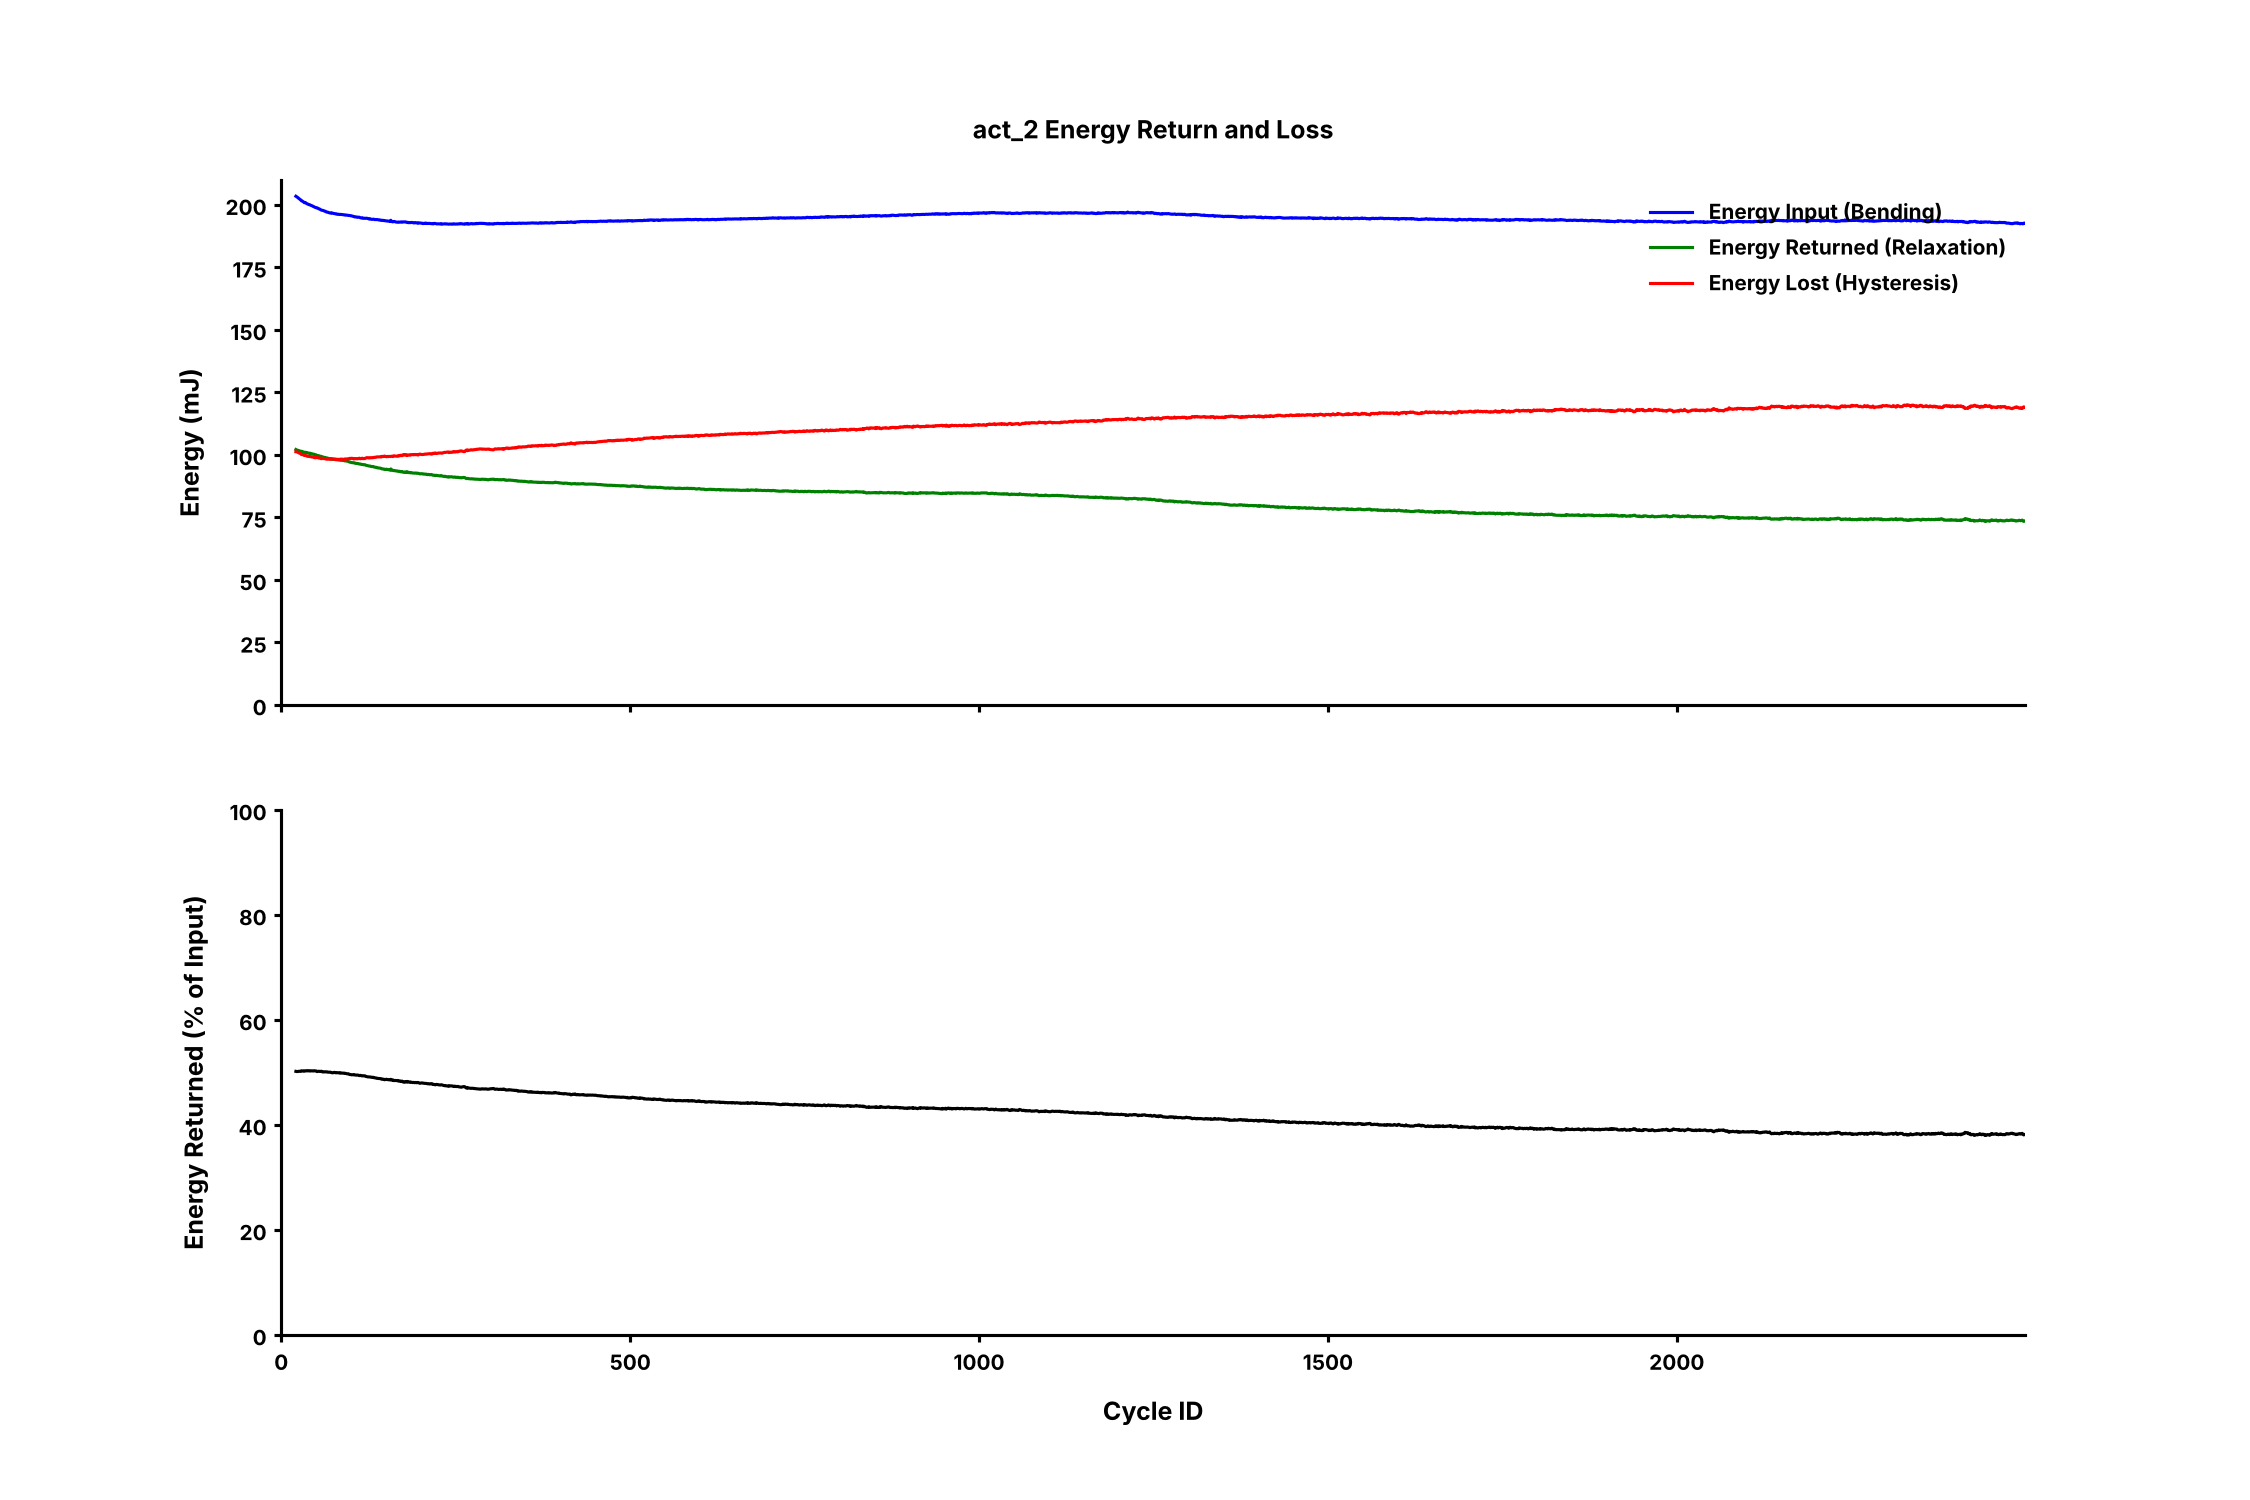 act_2 Energy Return and Loss
200
175
150
125
100
75
50
25
0
Energy (mJ)
Energy Input (Bending)
Energy Returned (Relaxation)
Energy Lost (Hysteresis)
100
80
60
40
20
0
Energy Returned (% of Input)
0 500 1000 1500 2000
Cycle ID